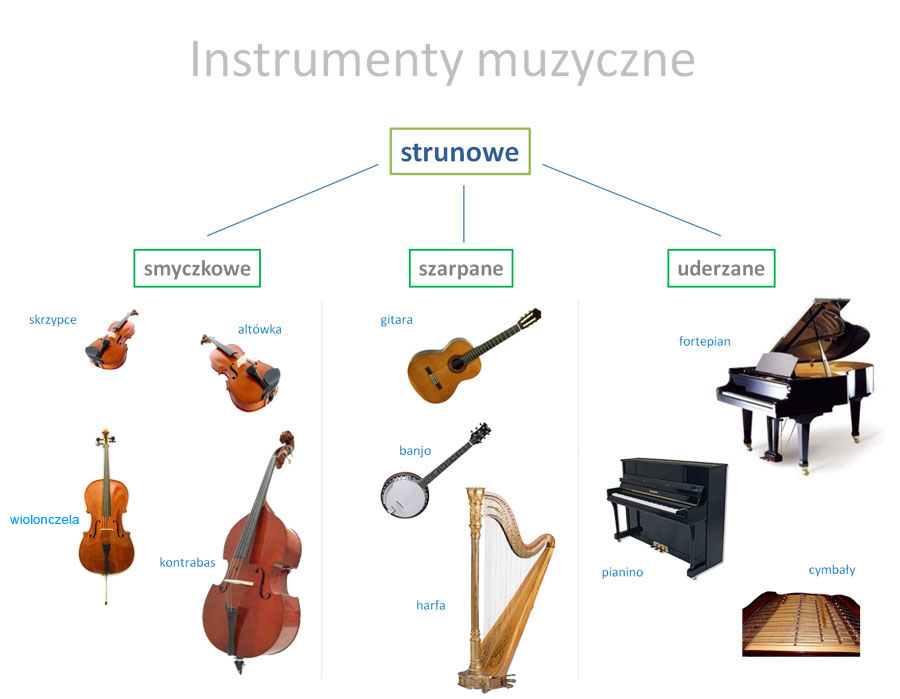 Instrumenty muzyczne
strunowe
smyczkowe
szarpane
uderzane
skrzypce
altówka
wiolonczela
kontrabas
gitara
banjo
harfa
fortepian
pianino
cymbały